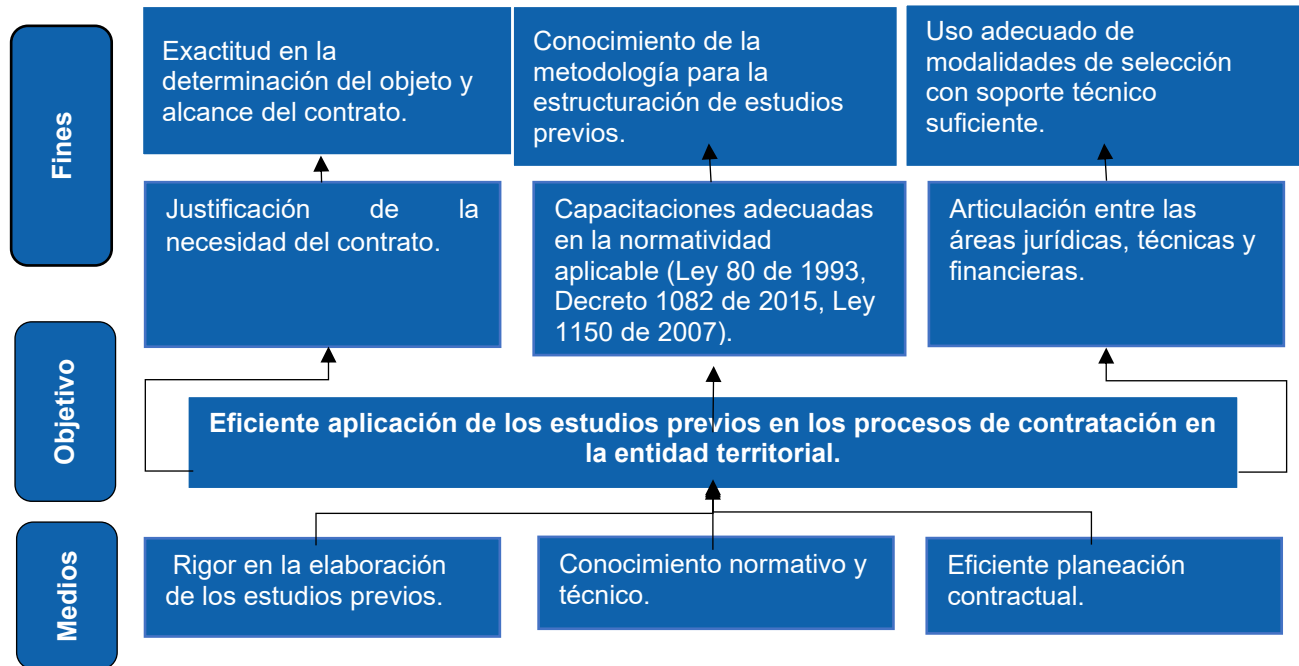 Fines
Exactitud en la
determinación del objeto y
alcance del contrato.
Conocimiento de la
metodología para la
estructuración de estudios
previos.
Uso adecuado de
modalidades de selección
con soporte técnico
suficiente.
Justificación de la
necesidad del contrato.
Capacitaciones adecuadas
en la normatividad
aplicable (Ley 80 de 1993,
Decreto 1082 de 2015, Ley
1150 de 2007).
Articulación entre las
áreas jurídicas, técnicas y
financieras.
Objetivo
Eficiente aplicación de los estudios previos en los procesos de contratación en
la entidad territorial.
Medios
Rigor en la elaboración
de los estudios previos.
Conocimiento normativo y
técnico.
Eficiente planeación
contractual.